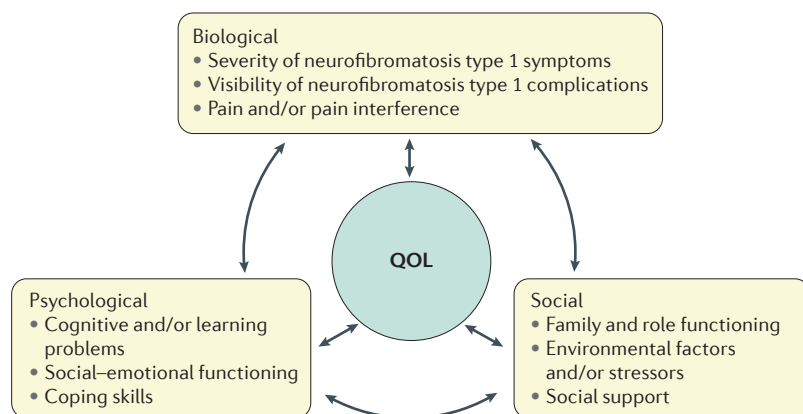 Biological
• Severity of neurofibromatosis type 1 symptoms
• Visibility of neurofibromatosis type 1 complications
• Pain and/or pain interference
QOL
Psychological
• Cognitive and/or learning
problems
• Social–emotional functioning
• Coping skills
Social
• Family and role functioning
• Environmental factors
and/or stressors
• Social support